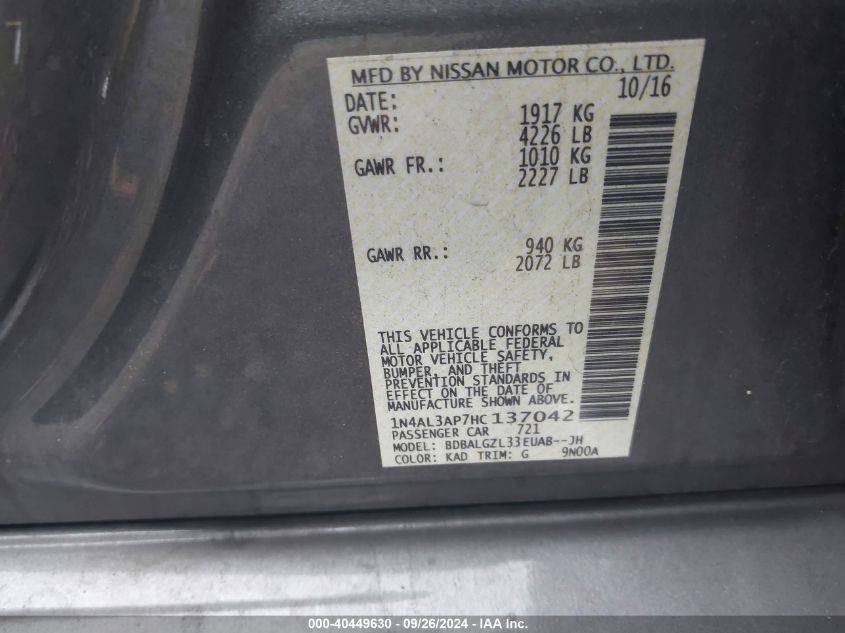 MFD BY NISSAN MOTOR CO., LTD.
DATE: 10/16
GVWR: 1917 KG
4226 LB
GAWR FR.: 1010 KG
2227 LB
GAWR RR.: 940 KG
2072 LB
THIS VEHICLE CONFORMS TO
ALL APPLICABLE FEDERAL
MOTOR VEHICLE SAFETY,
BUMPER, AND THEFT
PREVENTION STANDARDS IN
EFFECT ON THE DATE OF
MANUFACTURE SHOWN ABOVE.
1N4AL3AP7HC137042
PASSENGER CAR 721
MODEL: BDBALGZL33EUAB--JH
COLOR: KAD TRIM: G 9N00A
000-40449630 - 09/26/2024 - IAA Inc.